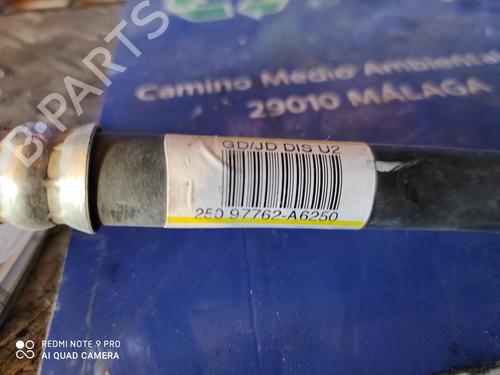 B-PARTS
Camino Medio Ambiental
29010 MÁLAGA
GD/JD DIS U2
250 97762-A6250
REDMI NOTE 9 PRO
AI QUAD CAMERA